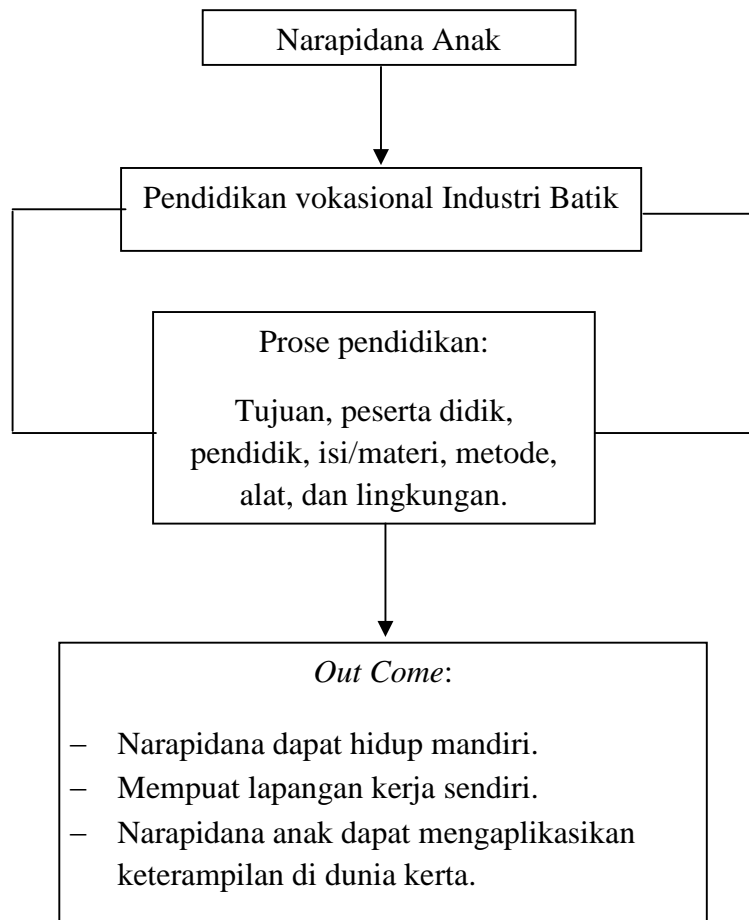 Narapidana Anak
Pendidikan vokasional Industri Batik
Prose pendidikan:
Tujuan, peserta didik,
pendidik, isi/materi, metode,
alat, dan lingkungan.
Out Come:
– Narapidana dapat hidup mandiri.
– Mempuat lapangan kerja sendiri.
– Narapidana anak dapat mengaplikasikan
keterampilan di dunia kerta.